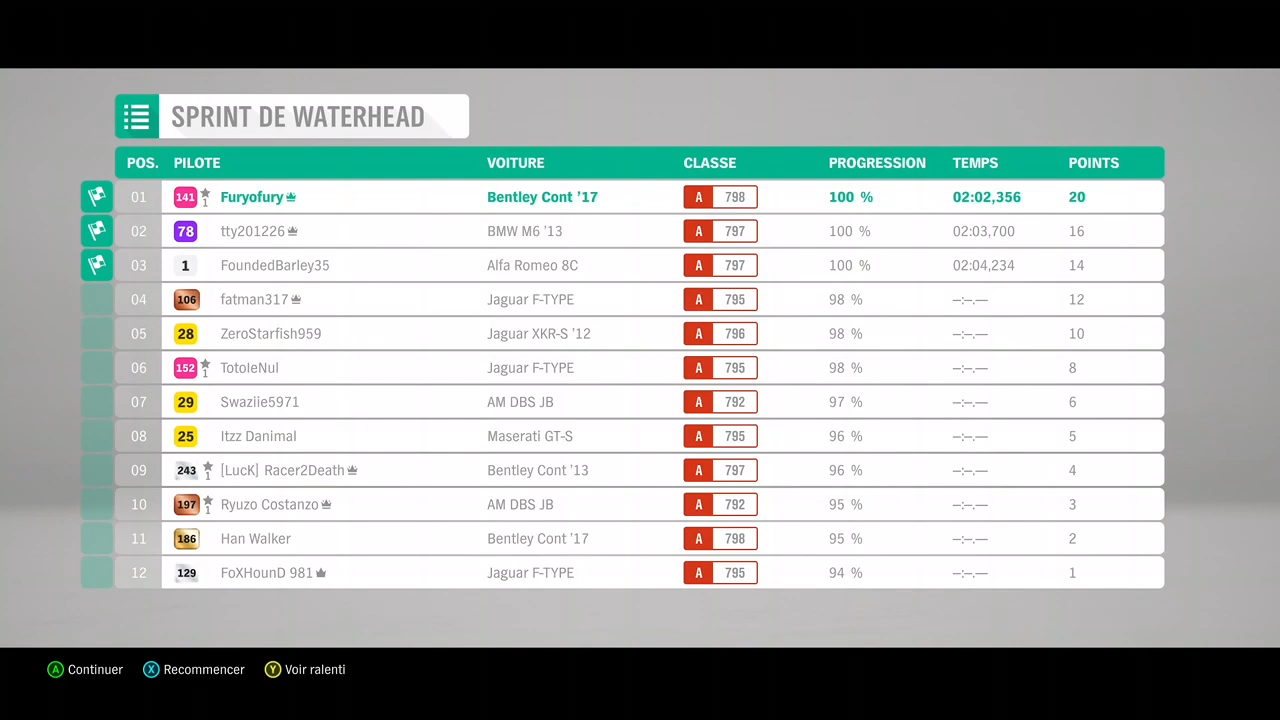 SPRINT DE WATERHEAD
POS. PILOTE VOITURE CLASSE PROGRESSION TEMPS POINTS
01 141 1 Furyofury Bentley Cont ’17 A 798 100 % 02:02,356 20
02 78 tty201226 BMW M6 ’13 A 797 100 % 02:03,700 16
03 1 FoundedBarley35 Alfa Romeo 8C A 797 100 % 02:04,234 14
04 106 fatman317 Jaguar F-TYPE A 795 98 % –:–.— 12
05 28 ZeroStarfish959 Jaguar XKR-S ’12 A 796 98 % –:–.— 10
06 152 1 TotoleNul Jaguar F-TYPE A 795 98 % –:–.— 8
07 29 Swaziie5971 AM DBS JB A 792 97 % –:–.— 6
08 25 Itzz Danimal Maserati GT-S A 795 96 % –:–.— 5
09 243 1 [LucK] Racer2Death Bentley Cont ’13 A 797 96 % –:–.— 4
10 197 1 Ryuzo Costanzo AM DBS JB A 792 95 % –:–.— 3
11 186 Han Walker Bentley Cont ’17 A 798 95 % –:–.— 2
12 129 FoXHounD 981 Jaguar F-TYPE A 795 94 % –:–.— 1
A Continuer X Recommencer Y Voir ralenti